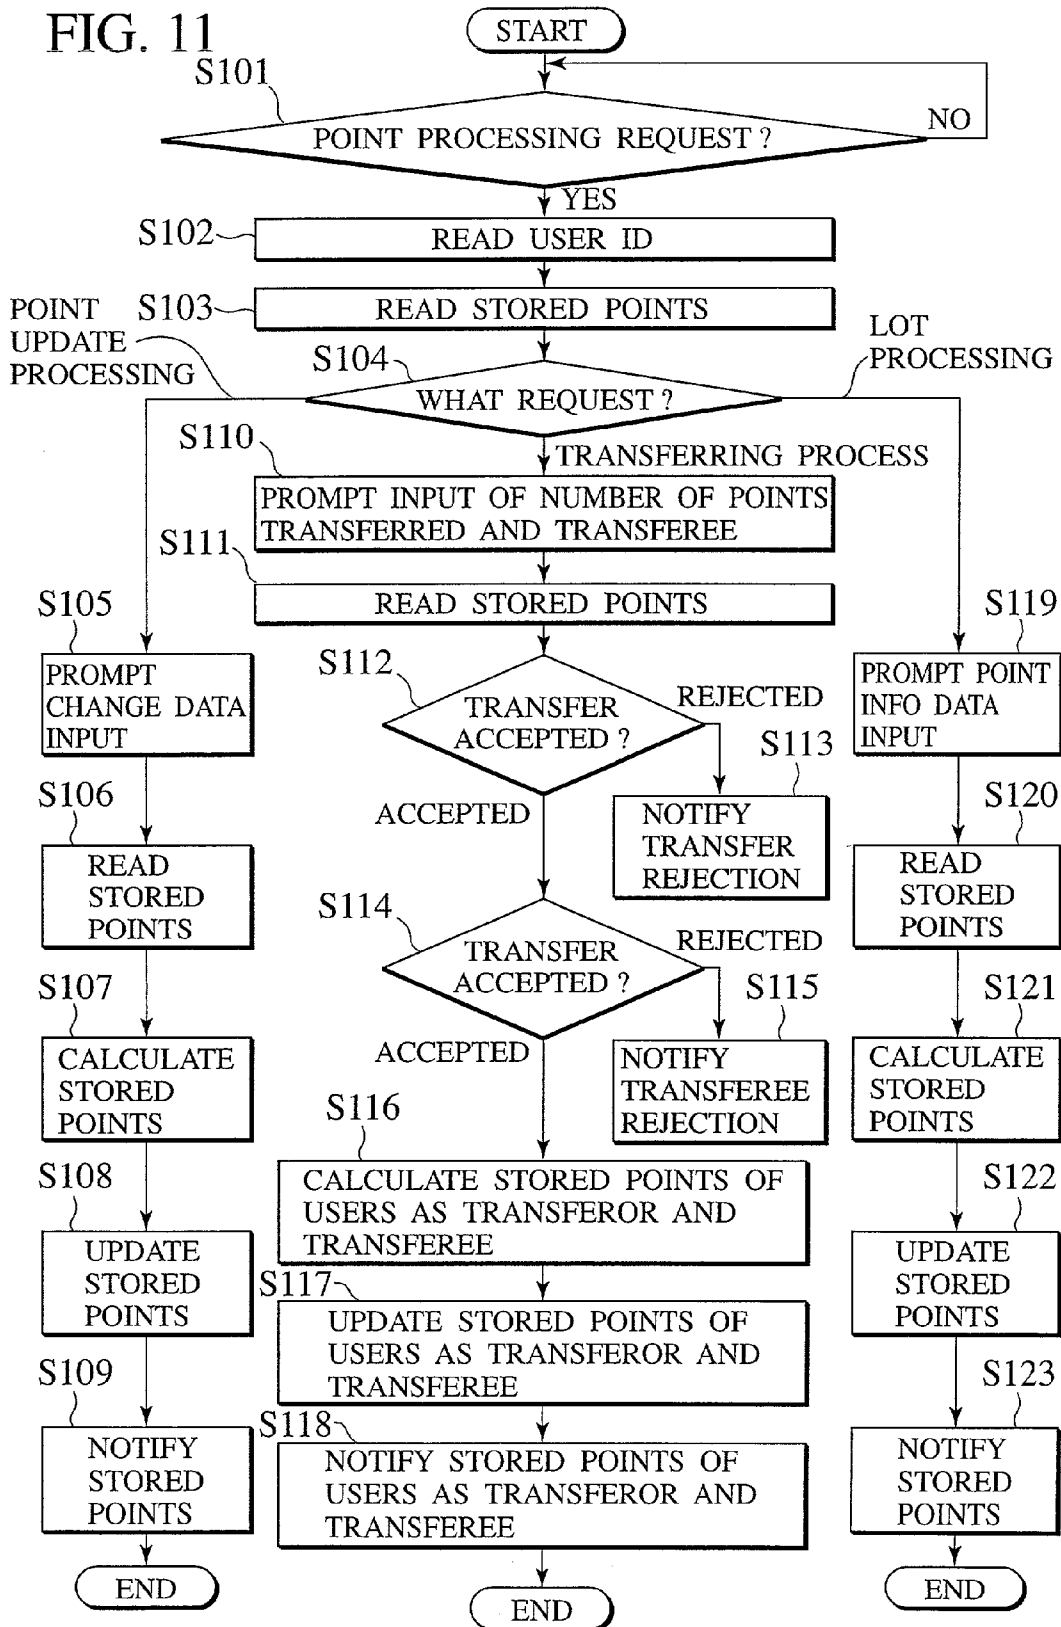 FIG. 11
START
S101
POINT PROCESSING REQUEST ?
NO
YES
S102
READ USER ID
S103
READ STORED POINTS
POINT
UPDATE
PROCESSING
S104
WHAT REQUEST ?
LOT
PROCESSING
S110
TRANSFERRING PROCESS
PROMPT INPUT OF NUMBER OF POINTS
TRANSFERRED AND TRANSFEREE
S111
READ STORED POINTS
S105
PROMPT
CHANGE DATA
INPUT
S106
READ
STORED
POINTS
S107
CALCULATE
STORED
POINTS
S108
UPDATE
STORED
POINTS
S109
NOTIFY
STORED
POINTS
END
S112
TRANSFER
ACCEPTED ?
REJECTED
S113
NOTIFY
TRANSFER
REJECTION
ACCEPTED
S114
TRANSFER
ACCEPTED ?
REJECTED
S115
NOTIFY
TRANSFEREE
REJECTION
ACCEPTED
S116
CALCULATE STORED POINTS OF
USERS AS TRANSFEROR AND
TRANSFEREE
S117
UPDATE STORED POINTS OF
USERS AS TRANSFEROR AND
TRANSFEREE
S118
NOTIFY STORED POINTS OF
USERS AS TRANSFEROR AND
TRANSFEREE
END
S119
PROMPT POINT
INFO DATA
INPUT
S120
READ
STORED
POINTS
S121
CALCULATE
STORED
POINTS
S122
UPDATE
STORED
POINTS
S123
NOTIFY
STORED
POINTS
END